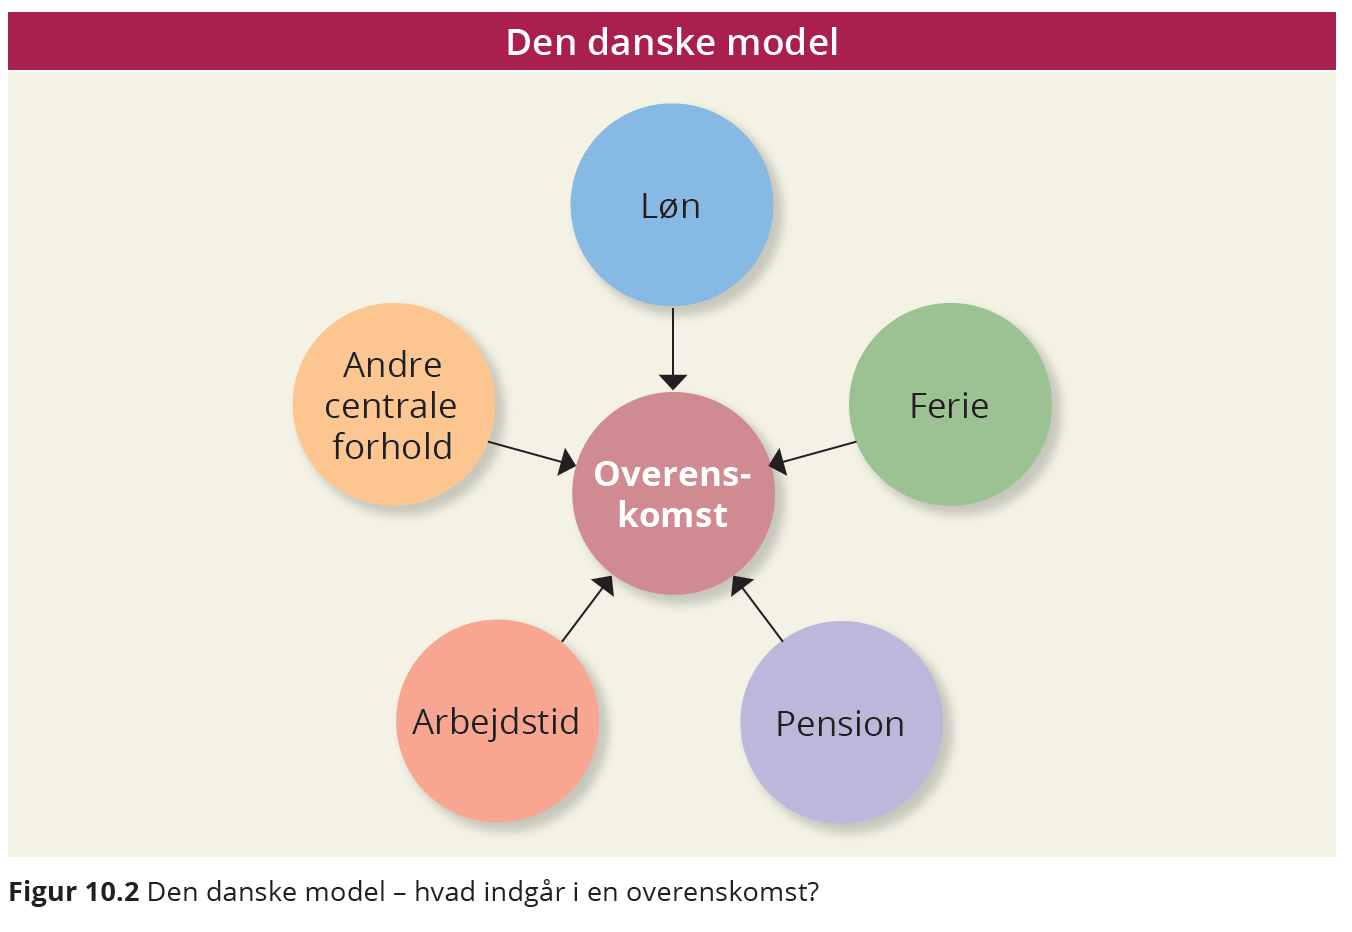 Den danske model
Løn
Andre
centrale
forhold
Ferie
Overens-
komst
Arbejdstid
Pension
Figur 10.2 Den danske model – hvad indgår i en overenskomst?